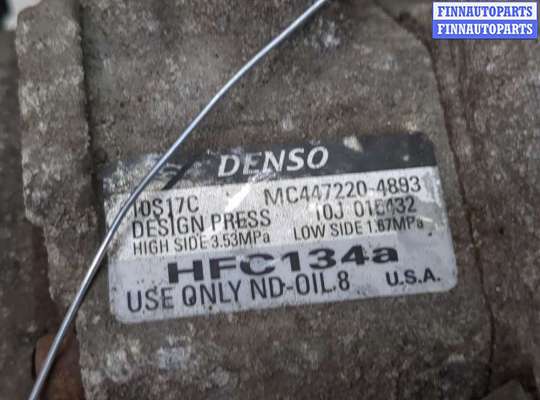 FINNAUTOPARTS
FINNAUTOPARTS
DENSO
10S17C MC447220-4893
DESIGN PRESS 10J 01E432
HIGH SIDE 3.53MPa LOW SIDE 1.67MPa
HFC134a
USE ONLY ND-OIL 8 U.S.A.